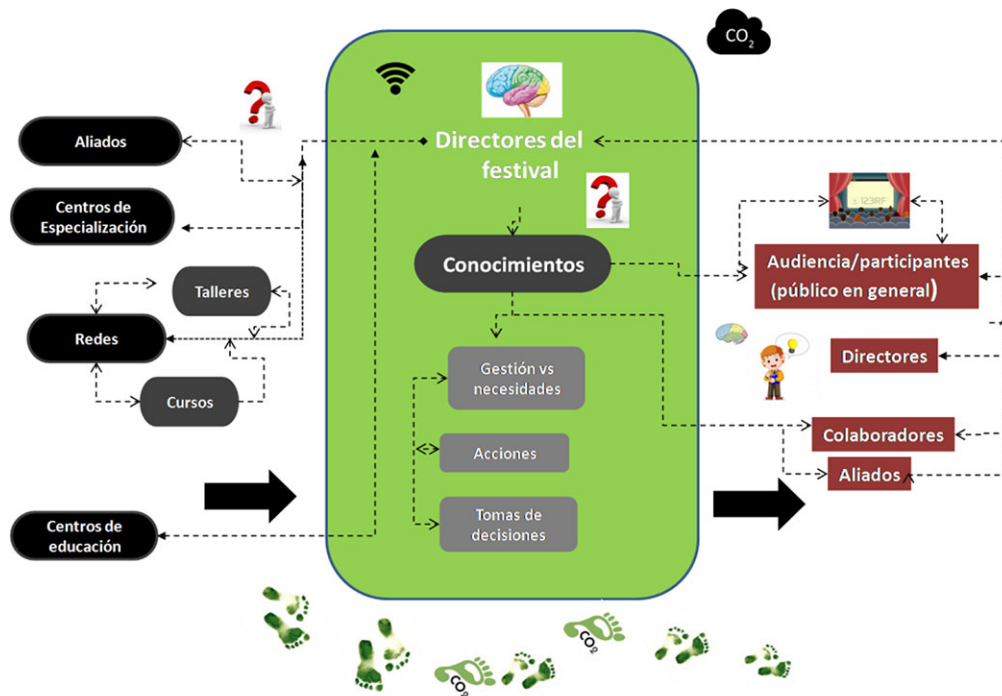 CO2
Directores del
festival
Aliados
Centros de
Especialización
Talleres
Redes
Cursos
Centros de
educación
Conocimientos
Gestión vs
necesidades
Acciones
Tomas de
decisiones
123RF
Audiencia/participantes
(público en general)
Directores
Colaboradores
Aliados
CO2
CO2